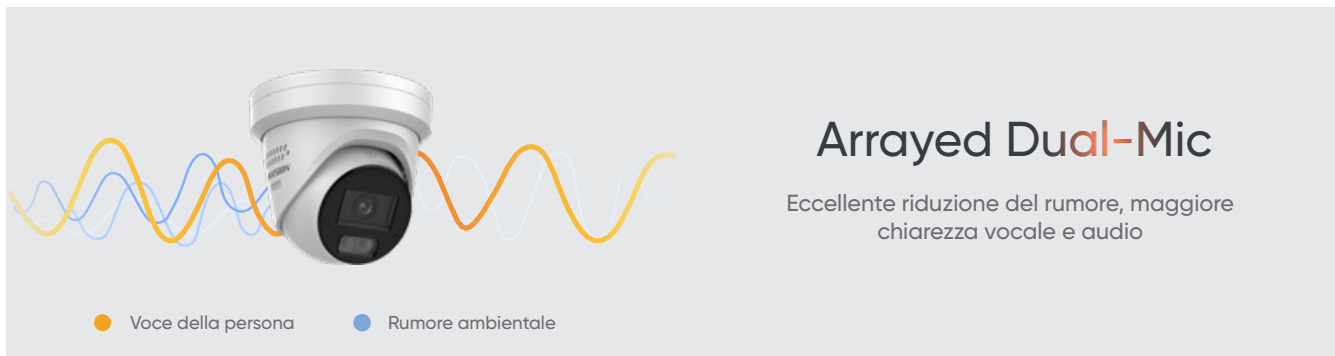 Arrayed Dual-Mic
Eccellente riduzione del rumore, maggiore
chiarezza vocale e audio
Voce della persona
Rumore ambientale